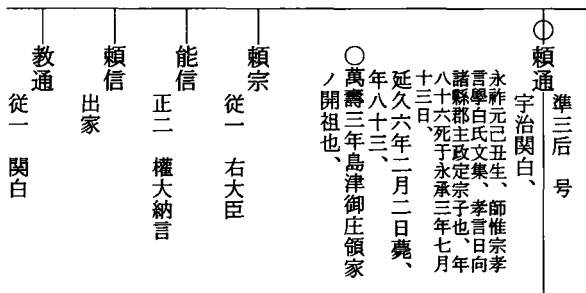 ○頼通
準三后 号
宇治関白、
永祚元己丑生、師惟宗孝
言學白氏文集、孝言日向
諸縣郡主政定宗子也、年
八十六死于永承三年七月
十三日、
延久六年二月二日薨、
年八十三、
○萬壽三年島津御庄領家
ノ開祖也、
頼宗
従一 右大臣
能信
正二 權大納言
頼信
出家
教通
従一 関白